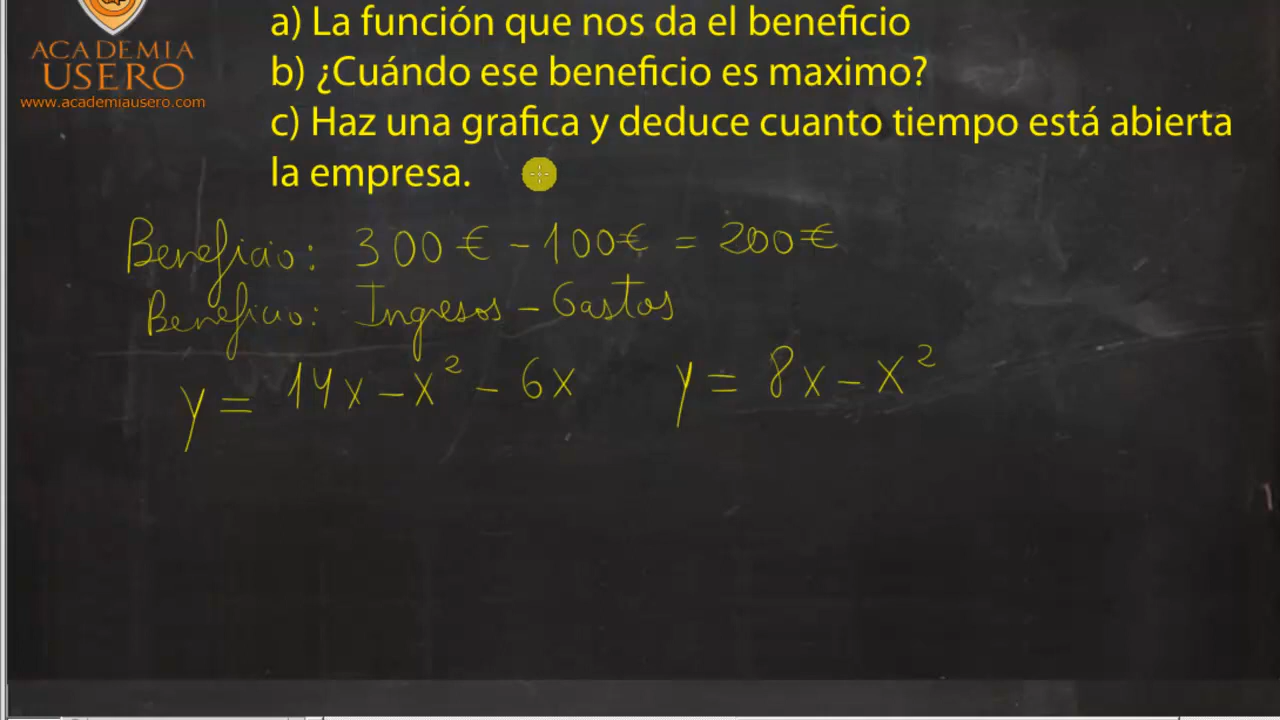 a) La función que nos da el beneficio
ACADEMIA
USERO
b) ¿Cuándo ese beneficio es maximo?
www.academiausero.com
c) Haz una grafica y deduce cuanto tiempo está abierta
la empresa.
Beneficio: 300 € - 100€ = 200€
Beneficio: Ingresos - Gastos
y = 14x - x² - 6x y = 8x - x²